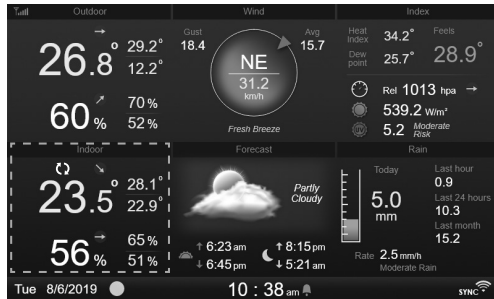 Outdoor
26.8° 29.2° 12.2°
60% 70% 52%
Wind
Gust 18.4
Avg 15.7
NE
31.2
km/h
Fresh Breeze
Index
Heat index 34.2°
Dew point 25.7°
Feels 28.9°
Rel 1013 hpa →
539.2 W/m²
UV 5.2 Moderate Risk
Indoor
23.5° 28.1° 22.9°
56% 65% 51%
Forecast
Partly
Cloudy
↑ 6:23 am ↑ 8:15 pm
↓ 6:45 pm ↓ 5:21 am
Rain
Today
5.0
mm
Last hour
0.9
Last 24 hours
10.3
Last month
15.2
Rate 2.5 mm/h
Moderate Rain
Tue 8/6/2019 10 : 38 am SYNC